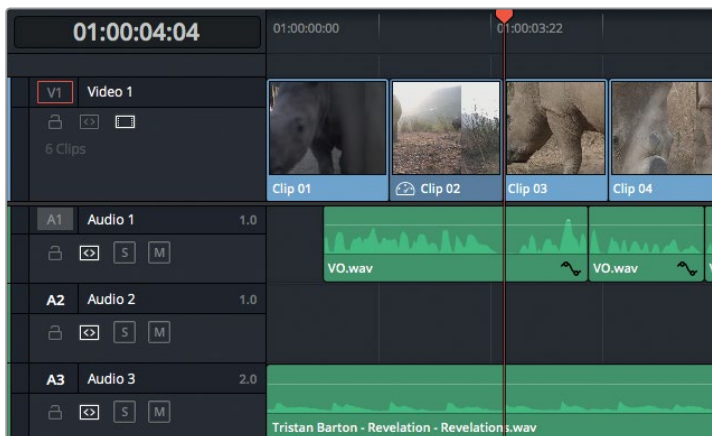 01:00:04:04
01:00:00:00
01:00:03:22
V1 Video 1
6 Clips
Clip 01
Clip 02
Clip 03
Clip 04
A1 Audio 1 1.0
S M
VO.wav
VO.wav
A2 Audio 2 1.0
S M
A3 Audio 3 2.0
S M
Tristan Barton - Revelation - Revelations.wav